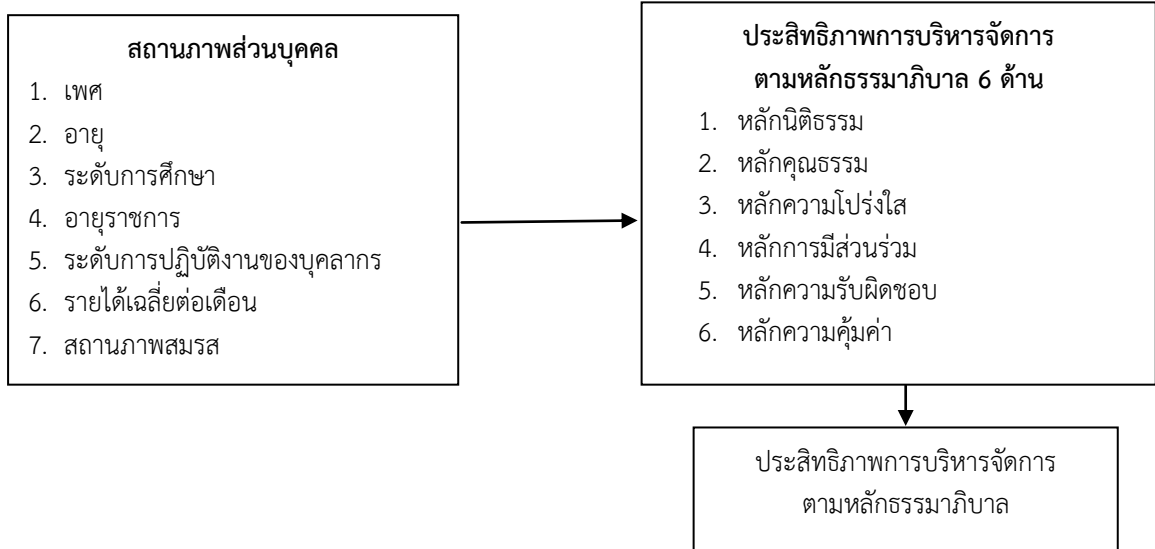 สถานภาพส่วนบุคคล
1. เพศ
2. อายุ
3. ระดับการศึกษา
4. อายุราชการ
5. ระดับการปฏิบัติงานของบุคลากร
6. รายได้เฉลี่ยต่อเดือน
7. สถานภาพสมรส
ประสิทธิภาพการบริหารจัดการ
ตามหลักธรรมาภิบาล 6 ด้าน
1. หลักนิติธรรม
2. หลักคุณธรรม
3. หลักความโปร่งใส
4. หลักการมีส่วนร่วม
5. หลักความรับผิดชอบ
6. หลักความคุ้มค่า
ประสิทธิภาพการบริหารจัดการ
ตามหลักธรรมาภิบาล